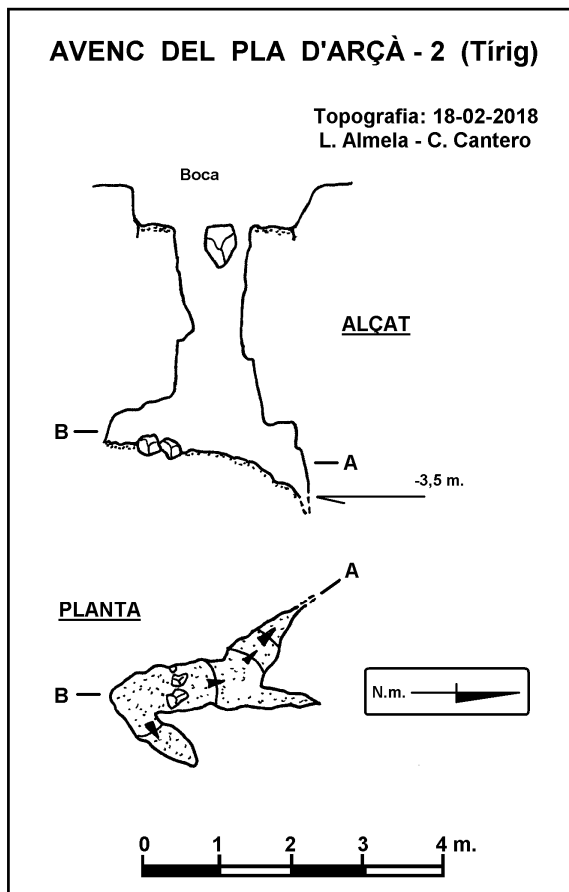 AVENC DEL PLA D'ARÇÀ - 2 (Tírig)
Topografia: 18-02-2018
L. Almela - C. Cantero
Boca
ALÇAT
B
A
-3,5 m.
A
PLANTA
B
N.m.
0 1 2 3 4 m.